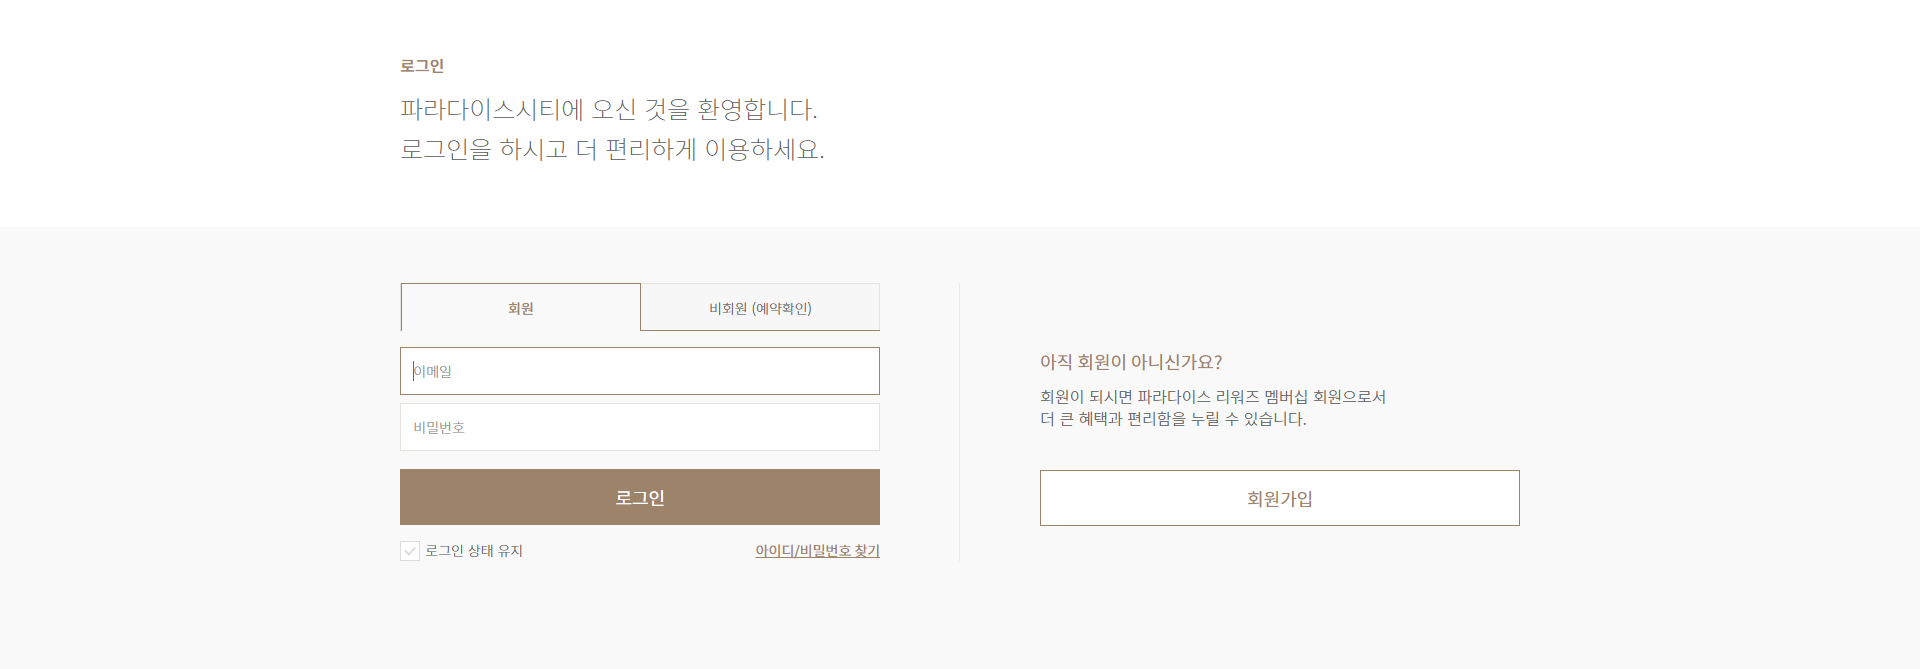 로그인
파라다이스시티에 오신 것을 환영합니다.
로그인을 하시고 더 편리하게 이용하세요.
회원
비회원 (예약확인)
이메일
비밀번호
로그인
로그인 상태 유지
아이디/비밀번호 찾기
아직 회원이 아니신가요?
회원이 되시면 파라다이스 리워즈 멤버십 회원으로서
더 큰 혜택과 편리함을 누릴 수 있습니다.
회원가입